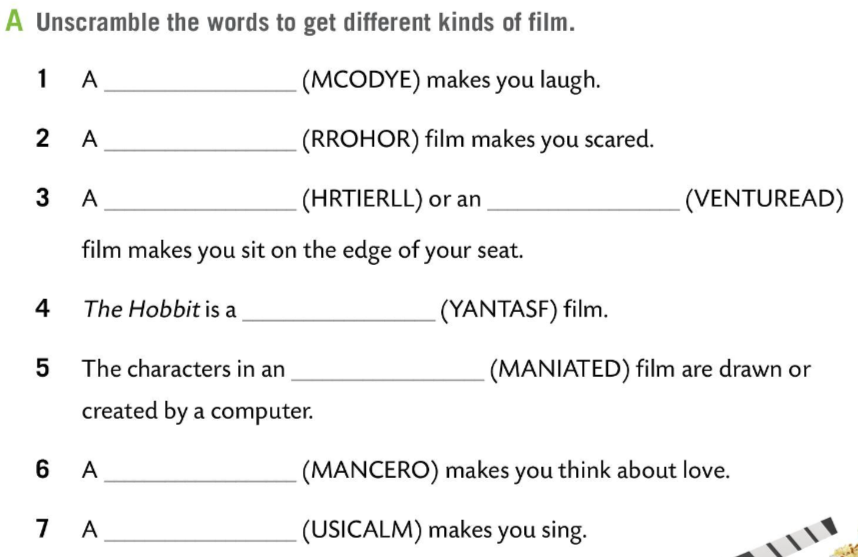 A Unscramble the words to get different kinds of film.
1 A ________________ (MCODYE) makes you laugh.
2 A ________________ (RROHOR) film makes you scared.
3 A ________________ (HRTIERLL) or an ________________ (VENTUREAD)
film makes you sit on the edge of your seat.
4 The Hobbit is a ________________ (YANTASF) film.
5 The characters in an ________________ (MANIATED) film are drawn or
created by a computer.
6 A ________________ (MANCERO) makes you think about love.
7 A ________________ (USICALM) makes you sing.